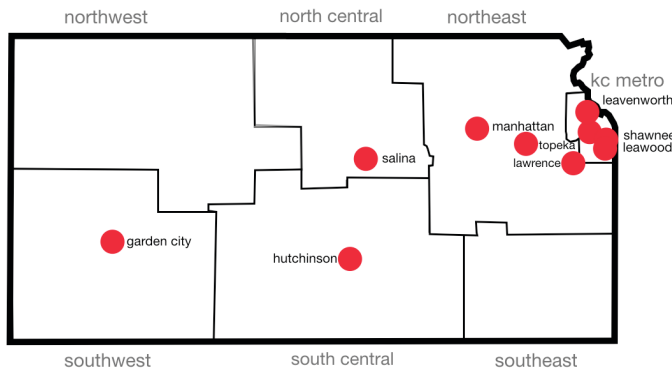 northwest
north central
northeast
kc metro
leavenworth
manhattan
shawnee
topeka
leawood
salina
lawrence
garden city
hutchinson
southwest
south central
southeast